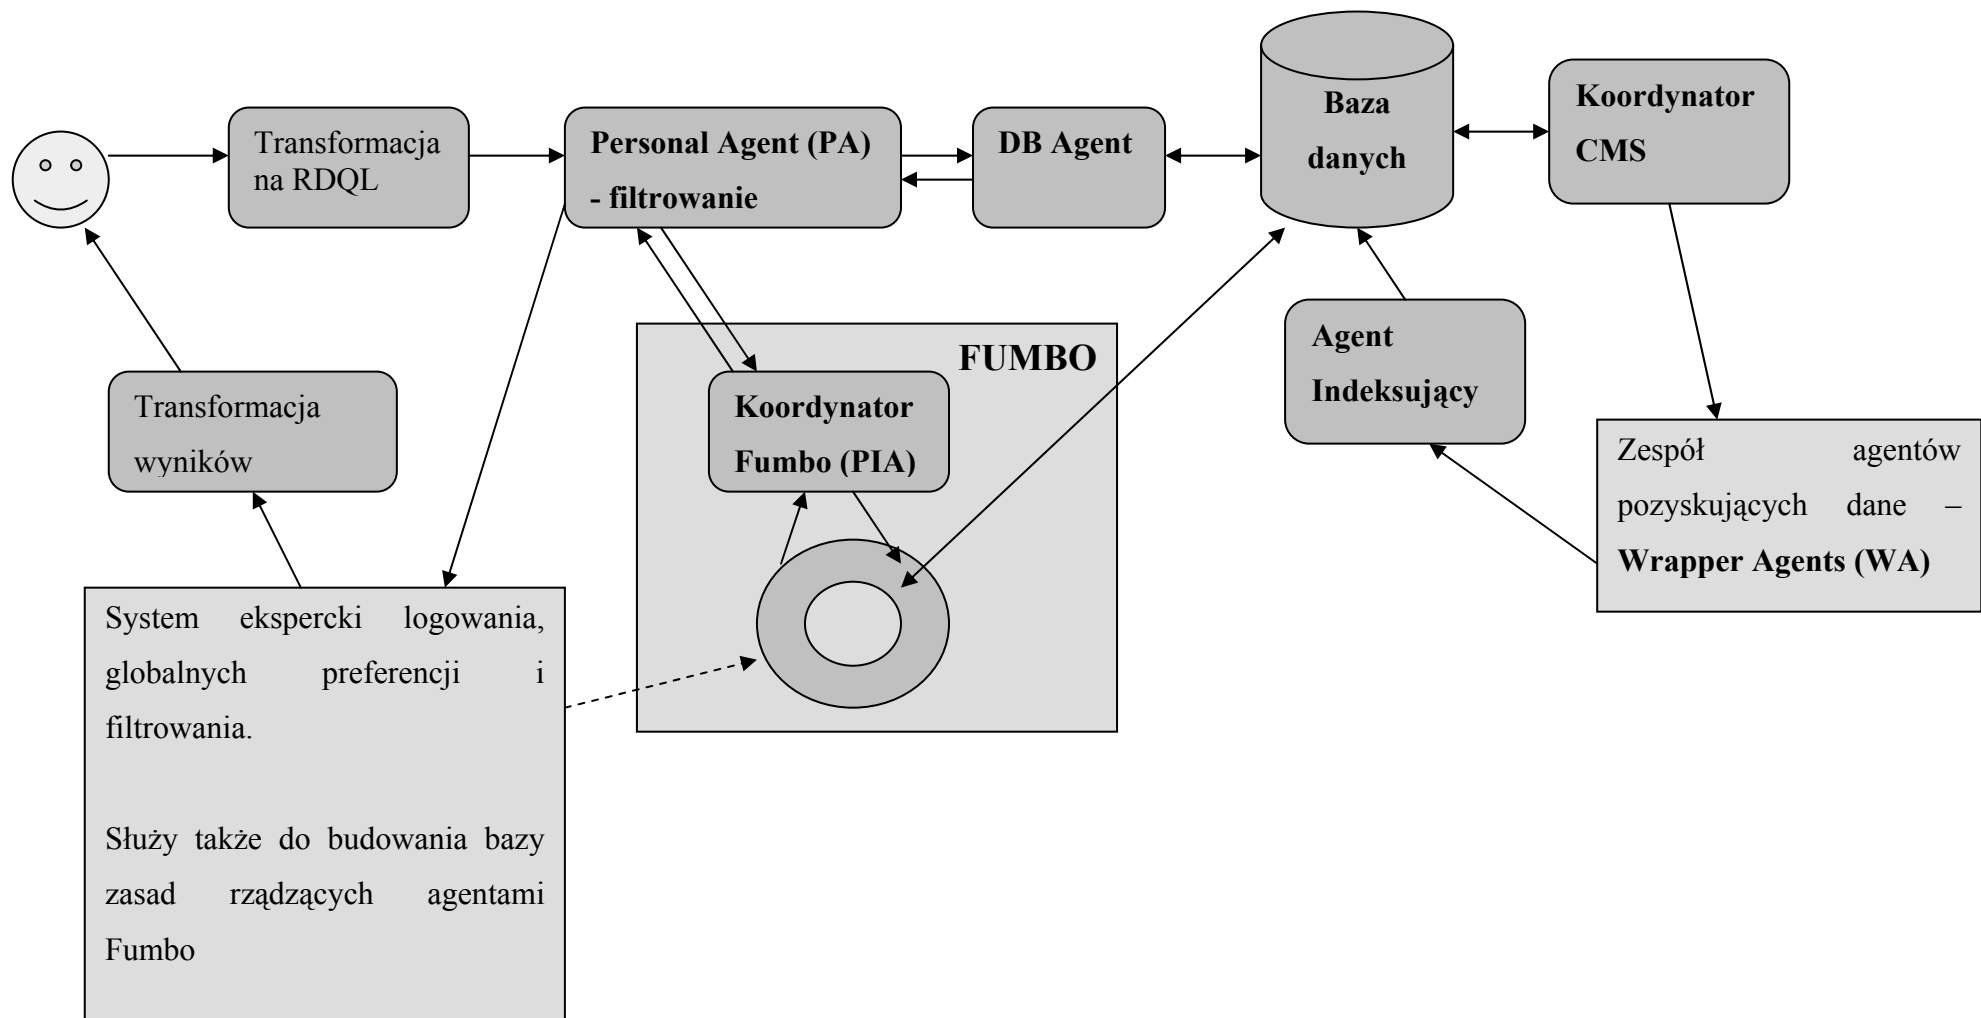 Transformacja
na RDQL
Personal Agent (PA)
- filtrowanie
DB Agent
Baza
danych
Koordynator
CMS
FUMBO
Koordynator
Fumbo (PIA)
Agent
Indeksujący
Transformacja
wyników
Zespół agentów
pozyskujących dane –
Wrapper Agents (WA)
System ekspercki logowania,
globalnych preferencji i
filtrowania.
Służy także do budowania bazy
zasad rządzących agentami
Fumbo